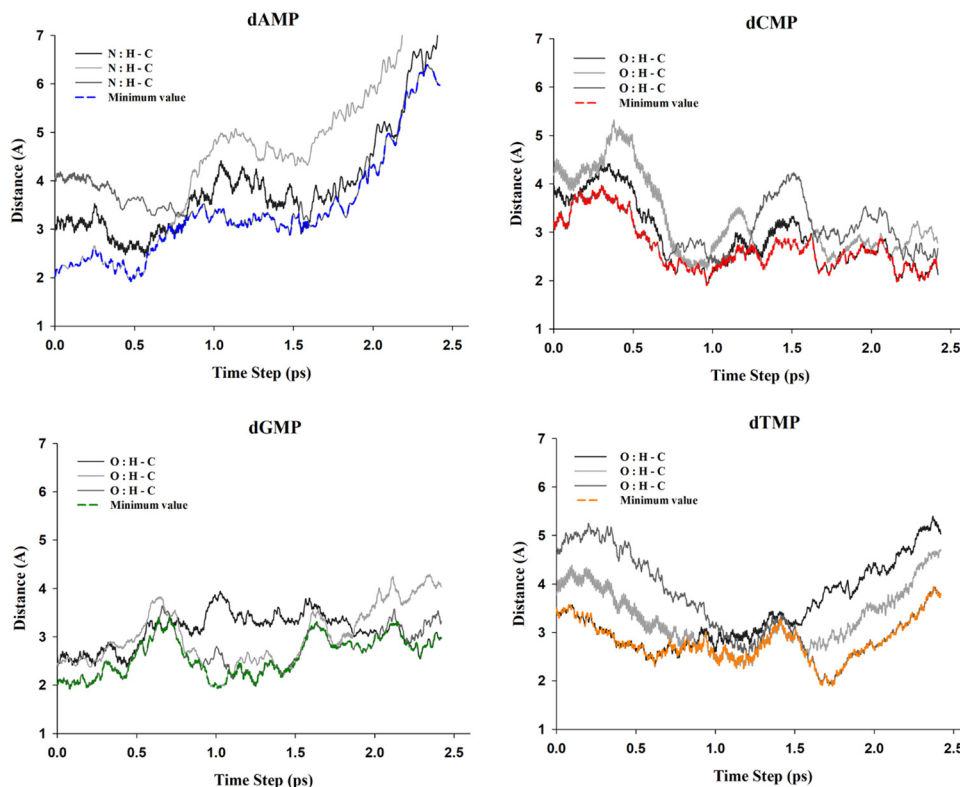 dAMP
7
6
5
4
3
2
1
Distance (A)
N : H - C
N : H - C
N : H - C
Minimum value
0.0 0.5 1.0 1.5 2.0 2.5
Time Step (ps)
dCMP
7
6
5
4
3
2
1
Distance (A)
O : H - C
O : H - C
O : H - C
Minimum value
0.0 0.5 1.0 1.5 2.0 2.5
Time Step (ps)
dGMP
7
6
5
4
3
2
1
Distance (A)
O : H - C
O : H - C
O : H - C
Minimum value
0.0 0.5 1.0 1.5 2.0 2.5
Time Step (ps)
dTMP
7
6
5
4
3
2
1
Distance (A)
O : H - C
O : H - C
O : H - C
Minimum value
0.0 0.5 1.0 1.5 2.0 2.5
Time Step (ps)